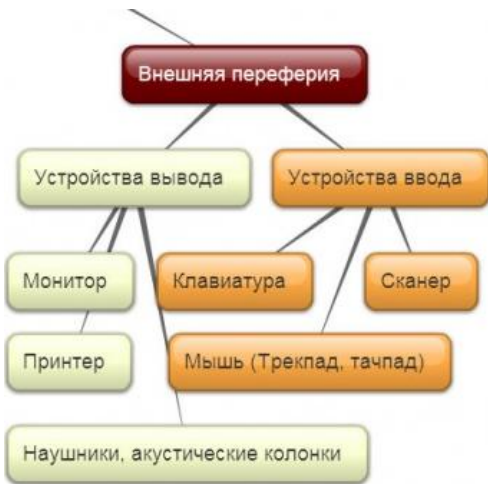 Внешняя переферия
Устройства вывода
Устройства ввода
Монитор
Клавиатура
Сканер
Принтер
Мышь (Трекпад, тачпад)
Наушники, акустические колонки